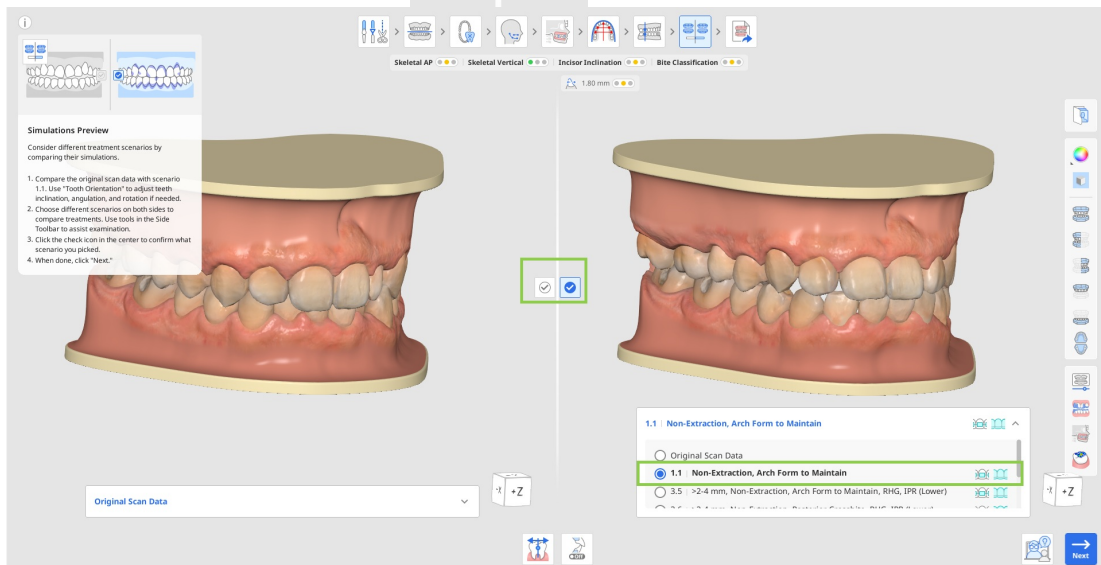 Skeletal AP
Skeletal Vertical
Incisor Inclination
Bite Classification
1.80 mm
Simulations Preview
Consider different treatment scenarios by
comparing their simulations.
1. Compare the original scan data with scenario
1.1. Use "Tooth Orientation" to adjust teeth
inclination, angulation, and rotation if needed.
2. Choose different scenarios on both sides to
compare treatments. Use tools in the Side
Toolbar to assist examination.
3. Click the check icon in the center to confirm what
scenario you picked.
4. When done, click "Next."
Original Scan Data
-X +Z
1.1 | Non-Extraction, Arch Form to Maintain
Original Scan Data
1.1 | Non-Extraction, Arch Form to Maintain
3.5 | >2-4 mm, Non-Extraction, Arch Form to Maintain, RHG, IPR (Lower)
-X +Z
OFF
Next